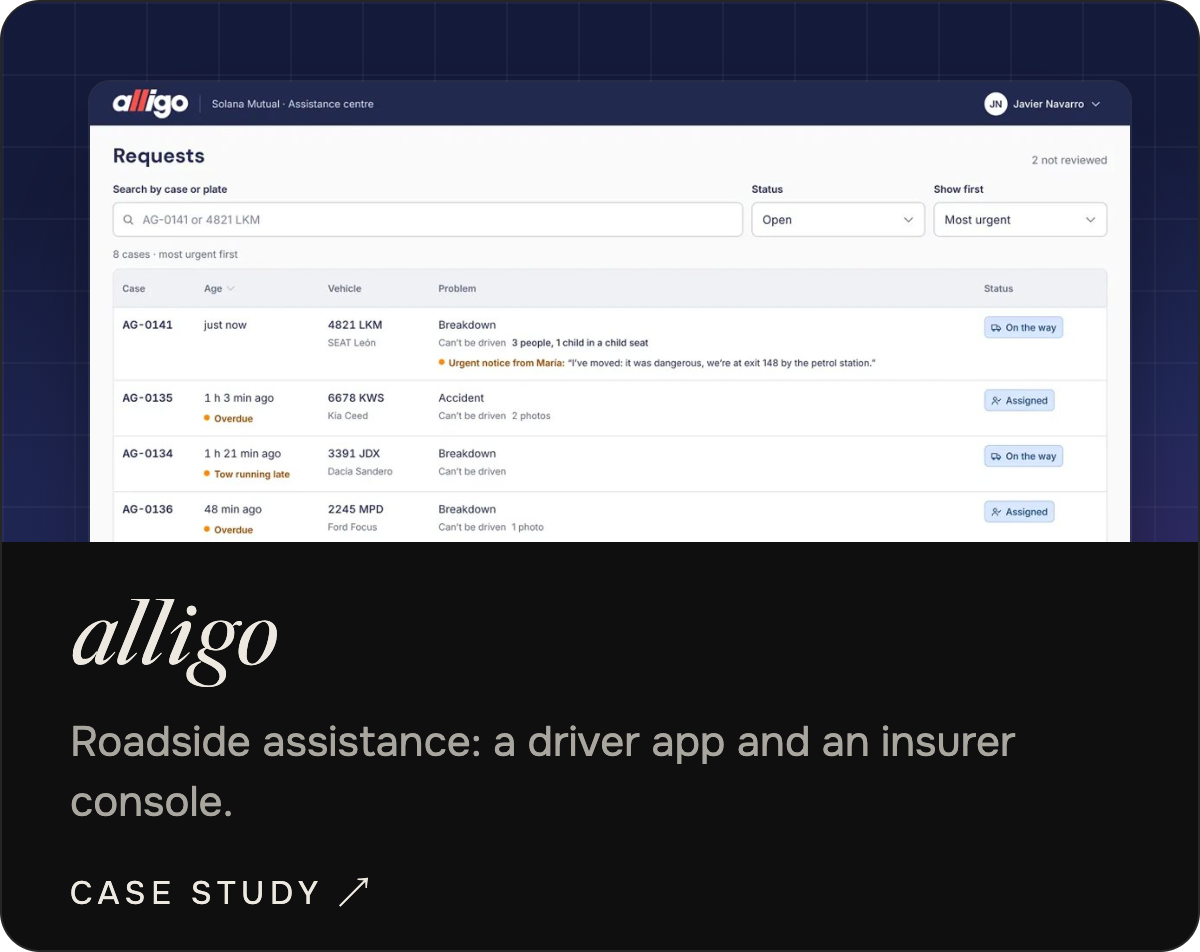 alligo
Solana Mutual · Assistance centre
JN Javier Navarro
Requests
2 not reviewed
Search by case or plate
Status
Show first
AG-0141 or 4821 LKM
Open
Most urgent
8 cases · most urgent first
Case Age Vehicle Problem Status
AG-0141 just now 4821 LKM Breakdown On the way
SEAT León Can't be driven 3 people, 1 child in a child seat
Urgent notice from María: “I've moved: it was dangerous, we're at exit 148 by the petrol station.”
AG-0135 1 h 3 min ago 6678 KWS Accident Assigned
Overdue Kia Ceed Can't be driven 2 photos
AG-0134 1 h 21 min ago 3391 JDX Breakdown On the way
Tow running late Dacia Sandero Can't be driven
AG-0136 48 min ago 2245 MPD Breakdown Assigned
Overdue Ford Focus Can't be driven 1 photo
alligo
Roadside assistance: a driver app and an insurer
console.
CASE STUDY ↗